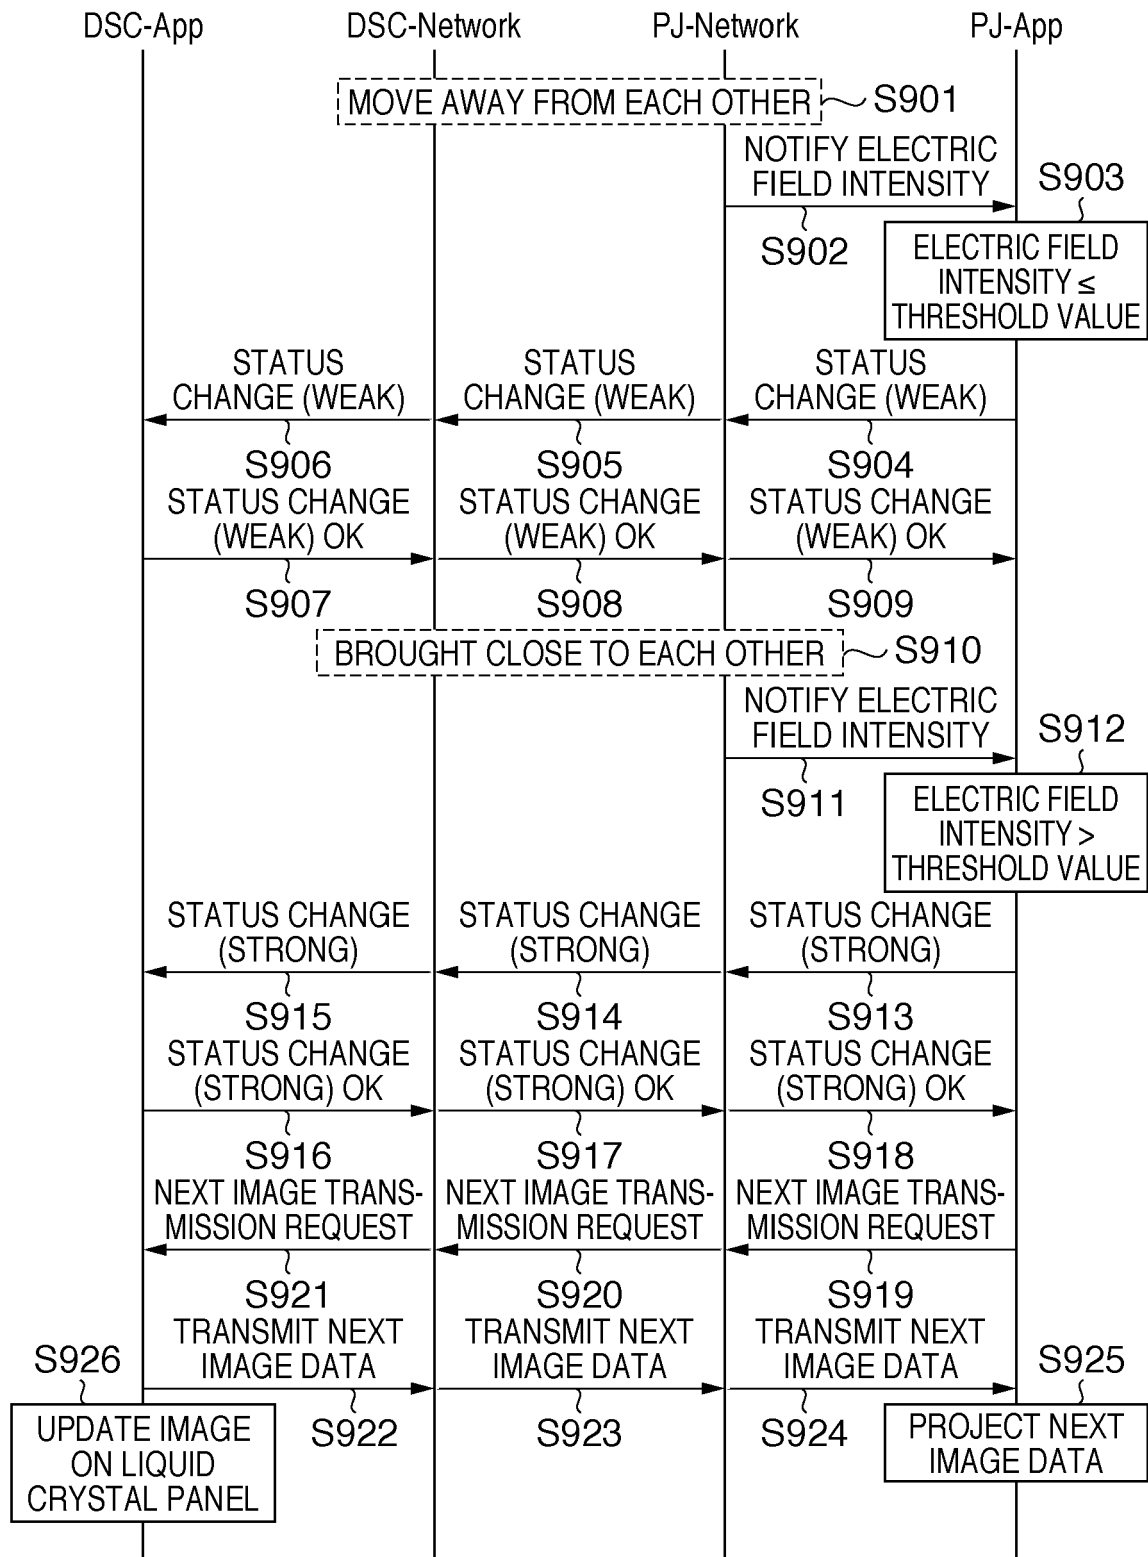 DSC-App DSC-Network PJ-Network PJ-App
MOVE AWAY FROM EACH OTHER S901
NOTIFY ELECTRIC
FIELD INTENSITY
S902
S903
ELECTRIC FIELD
INTENSITY ≤
THRESHOLD VALUE
STATUS
CHANGE (WEAK)
S906
STATUS
CHANGE (WEAK)
S905
STATUS
CHANGE (WEAK)
S904
STATUS CHANGE
(WEAK) OK
S907
STATUS CHANGE
(WEAK) OK
S908
STATUS CHANGE
(WEAK) OK
S909
BROUGHT CLOSE TO EACH OTHER S910
NOTIFY ELECTRIC
FIELD INTENSITY
S911
S912
ELECTRIC FIELD
INTENSITY >
THRESHOLD VALUE
STATUS CHANGE
(STRONG)
S915
STATUS CHANGE
(STRONG)
S914
STATUS CHANGE
(STRONG)
S913
STATUS CHANGE
(STRONG) OK
S916
STATUS CHANGE
(STRONG) OK
S917
STATUS CHANGE
(STRONG) OK
S918
NEXT IMAGE TRANS-
MISSION REQUEST
S921
NEXT IMAGE TRANS-
MISSION REQUEST
S920
NEXT IMAGE TRANS-
MISSION REQUEST
S919
TRANSMIT NEXT
IMAGE DATA
S922
TRANSMIT NEXT
IMAGE DATA
S923
TRANSMIT NEXT
IMAGE DATA
S924
S926
UPDATE IMAGE
ON LIQUID
CRYSTAL PANEL
S925
PROJECT NEXT
IMAGE DATA